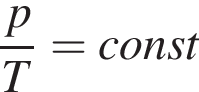 p/T = const